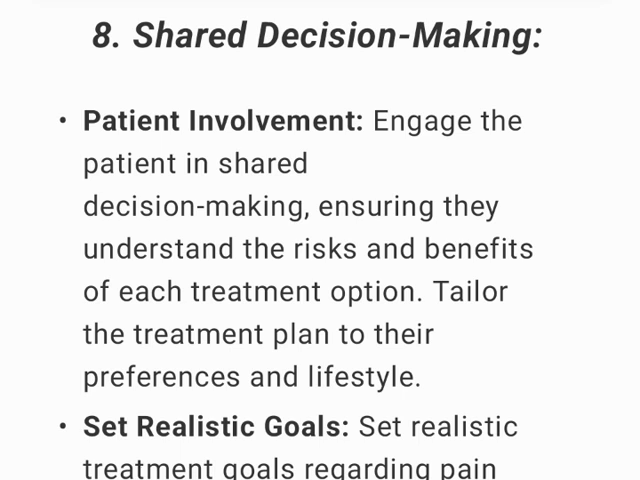 8. Shared Decision-Making:
• Patient Involvement: Engage the
patient in shared
decision-making, ensuring they
understand the risks and benefits
of each treatment option. Tailor
the treatment plan to their
preferences and lifestyle.
• Set Realistic Goals: Set realistic
treatment goals regarding pain